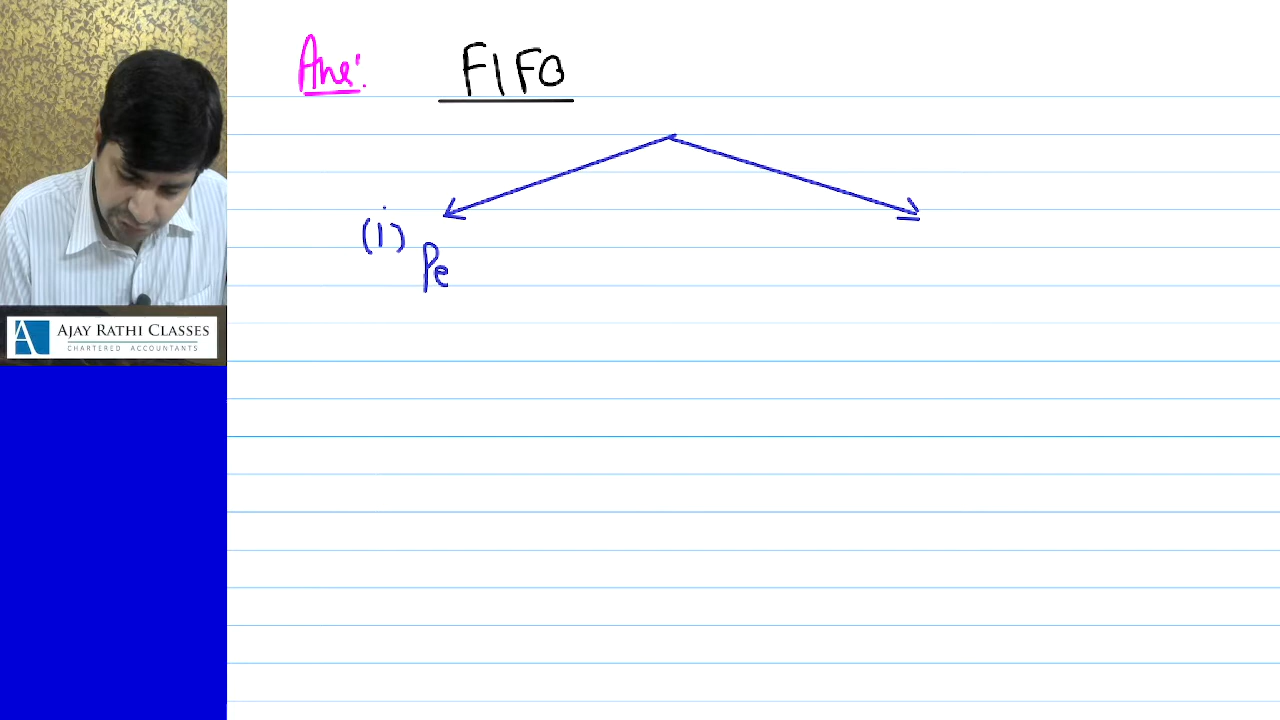 Ans: FIFO
(i) Pe
AJAY RATHI CLASSES
CHARTERED ACCOUNTANTS